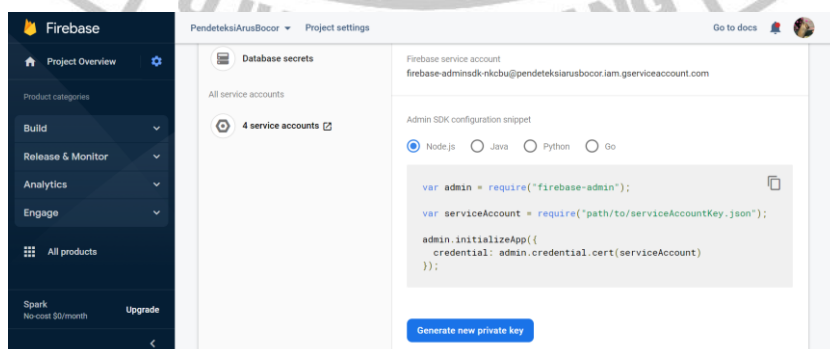 Firebase
PendeteksiArusBocor
Project settings
Go to docs
Project Overview
Product categories
Build
Release & Monitor
Analytics
Engage
All products
Spark
No-cost $0/month
Upgrade
Database secrets
All service accounts
4 service accounts
Firebase service account
firebase-adminsdk-nkcbu@pendeteksiarusbocor.iam.gserviceaccount.com
Admin SDK configuration snippet
Node.js
Java
Python
Go
var admin = require("firebase-admin");
var serviceAccount = require("path/to/serviceAccountKey.json");
admin.initializeApp({
credential: admin.credential.cert(serviceAccount)
});
Generate new private key